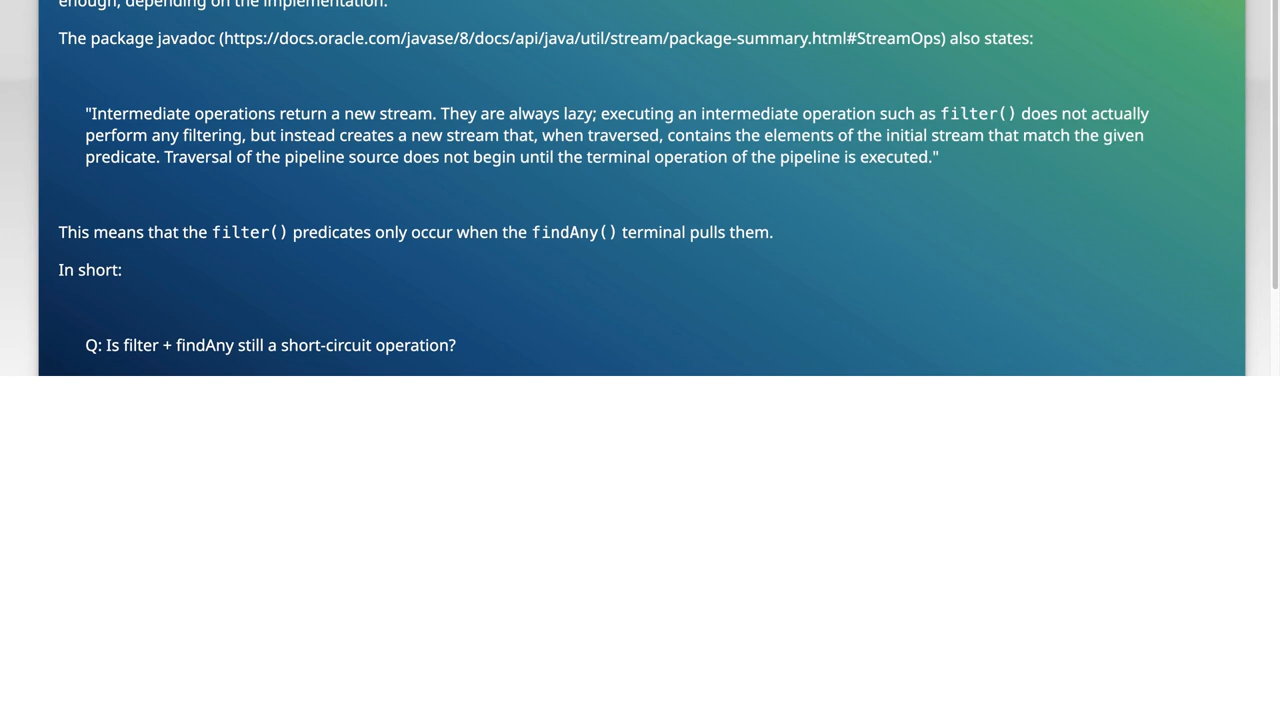 enough, depending on the implementation.
The package javadoc (https://docs.oracle.com/javase/8/docs/api/java/util/stream/package-summary.html#StreamOps) also states:
"Intermediate operations return a new stream. They are always lazy; executing an intermediate operation such as filter() does not actually
perform any filtering, but instead creates a new stream that, when traversed, contains the elements of the initial stream that match the given
predicate. Traversal of the pipeline source does not begin until the terminal operation of the pipeline is executed."
This means that the filter() predicates only occur when the findAny() terminal pulls them.
In short:
Q: Is filter + findAny still a short-circuit operation?